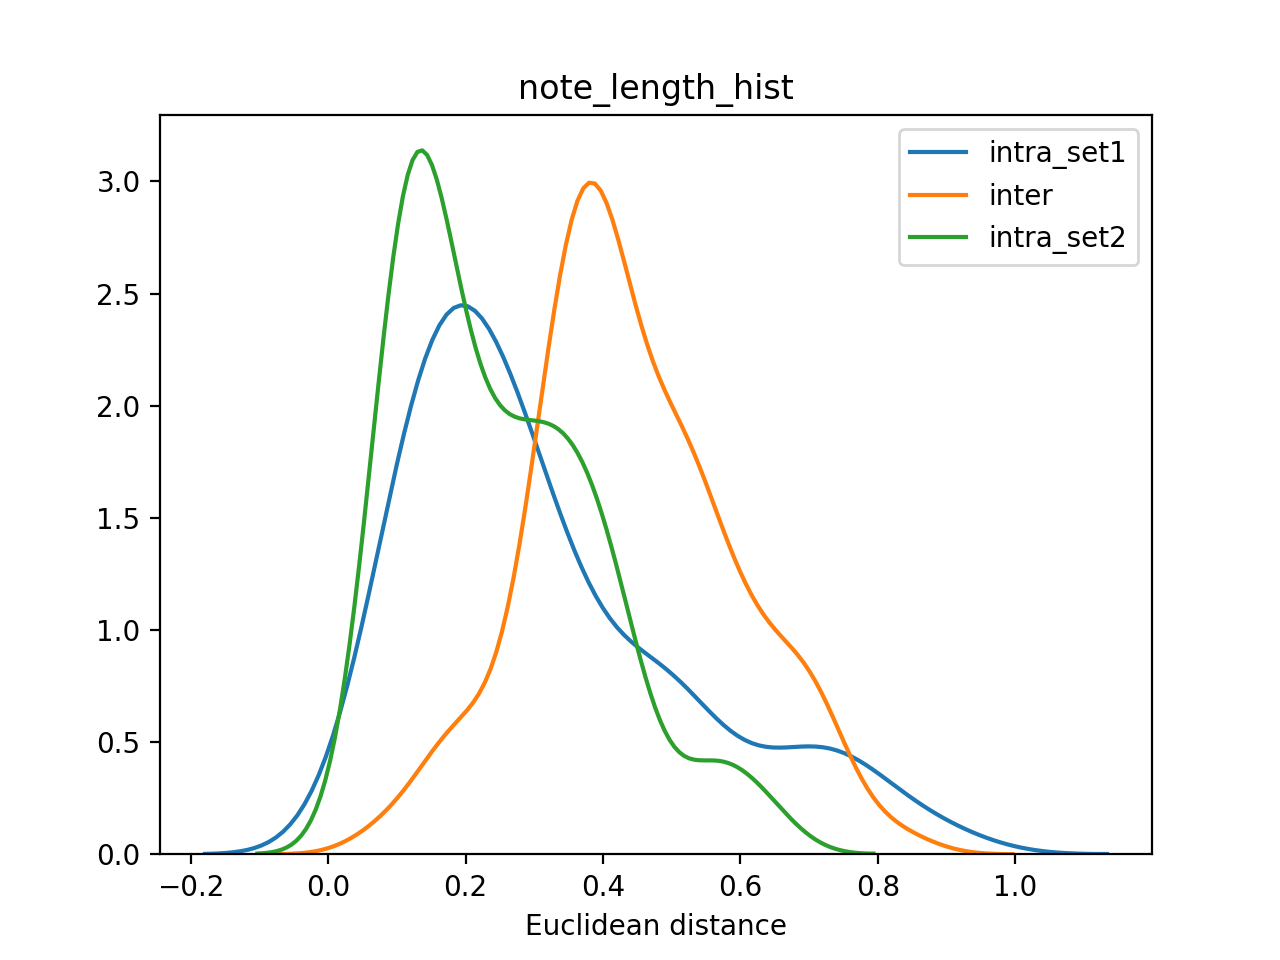 note_length_hist
intra_set1
inter
intra_set2
3.0
2.5
2.0
1.5
1.0
0.5
0.0
−0.2 0.0 0.2 0.4 0.6 0.8 1.0
Euclidean distance